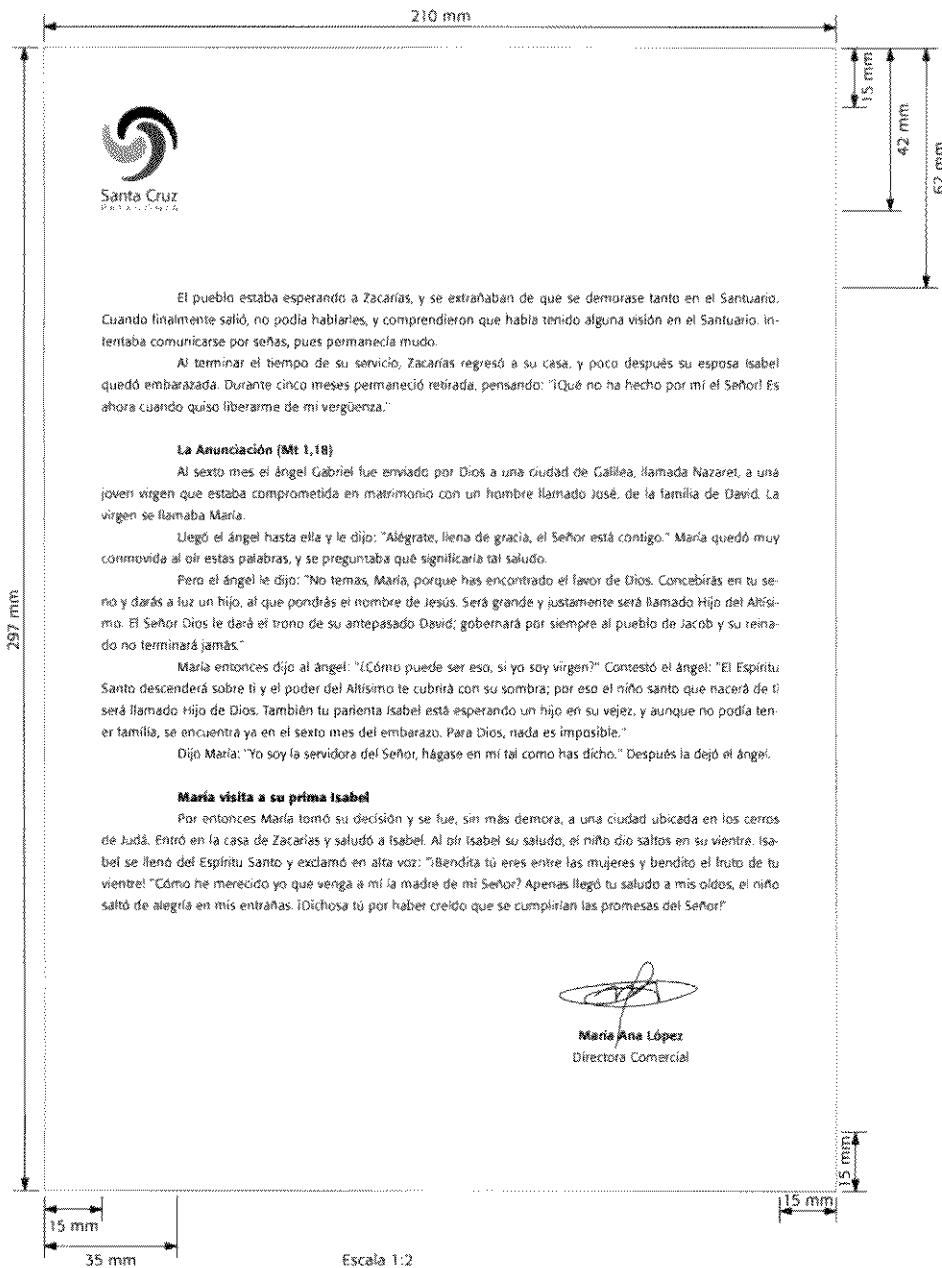 210 mm
15 mm
42 mm
62 mm
Santa Cruz
PATAGONIA
El pueblo estaba esperando a Zacarías, y se extrañaban de que se demorase tanto en el Santuario.
Cuando finalmente salió, no podía hablarles, y comprendieron que había tenido alguna visión en el Santuario. In-
tentaba comunicarse por señas, pues permanecía mudo.
Al terminar el tiempo de su servicio, Zacarías regresó a su casa, y poco después su esposa Isabel
quedó embarazada. Durante cinco meses permaneció retirada, pensando: "¡Qué no ha hecho por mí el Señor! Es
ahora cuando quiso liberarme de mi vergüenza."
La Anunciación (Mt 1,18)
Al sexto mes el ángel Gabriel fue enviado por Dios a una ciudad de Galilea, llamada Nazaret, a una
joven virgen que estaba comprometida en matrimonio con un hombre llamado José, de la familia de David. La
virgen se llamaba María.
Llegó el ángel hasta ella y le dijo: "Alégrate, llena de gracia, el Señor está contigo." María quedó muy
conmovida al oír estas palabras, y se preguntaba qué significaría tal saludo.
Pero el ángel le dijo: "No temas, María, porque has encontrado el favor de Dios. Concebirás en tu se-
no y darás a luz un hijo, al que pondrás el nombre de Jesús. Será grande y justamente será llamado Hijo del Altísi-
mo. El Señor Dios le dará el trono de su antepasado David; gobernará por siempre al pueblo de Jacob y su reina-
do no terminará jamás."
María entonces dijo al ángel: "¿Cómo puede ser eso, si yo soy virgen?" Contestó el ángel: "El Espíritu
Santo descenderá sobre ti y el poder del Altísimo te cubrirá con su sombra; por eso el niño santo que nacerá de ti
será llamado Hijo de Dios. También tu parienta Isabel está esperando un hijo en su vejez, y aunque no podía ten-
er familia, se encuentra ya en el sexto mes del embarazo. Para Dios, nada es imposible."
Dijo María: "Yo soy la servidora del Señor, hágase en mí tal como has dicho." Después la dejó el ángel.
María visita a su prima Isabel
Por entonces María tomó su decisión y se fue, sin más demora, a una ciudad ubicada en los cerros
de Judá. Entró en la casa de Zacarías y saludó a Isabel. Al oír Isabel su saludo, el niño dio saltos en su vientre. Isa-
bel se llenó del Espíritu Santo y exclamó en alta voz: "¡Bendita tú eres entre las mujeres y bendito el fruto de tu
vientre! "Cómo he merecido yo que venga a mí la madre de mi Señor? Apenas llegó tu saludo a mis oídos, el niño
saltó de alegría en mis entrañas. ¡Dichosa tú por haber creído que se cumplirían las promesas del Señor!"
297 mm
María Ana López
Directora Comercial
15 mm
15 mm
15 mm
35 mm
Escala 1:2